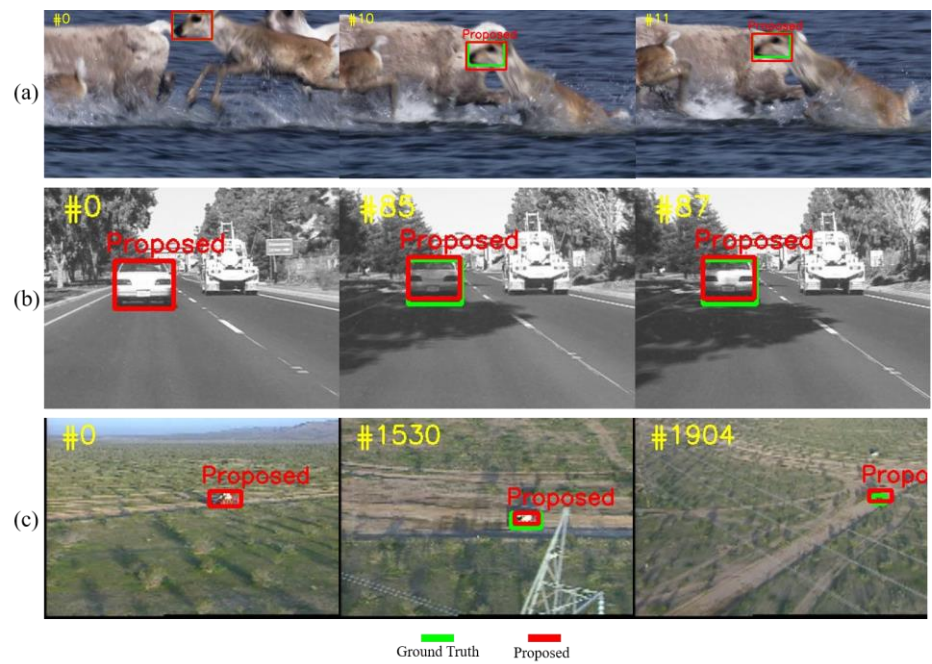 #0
#10
#11
Proposed
Proposed
(a)
#0
#85
#87
Proposed
Proposed
Proposed
(b)
#0
#1530
#1904
Proposed
Proposed
Propo
(c)
Ground Truth
Proposed